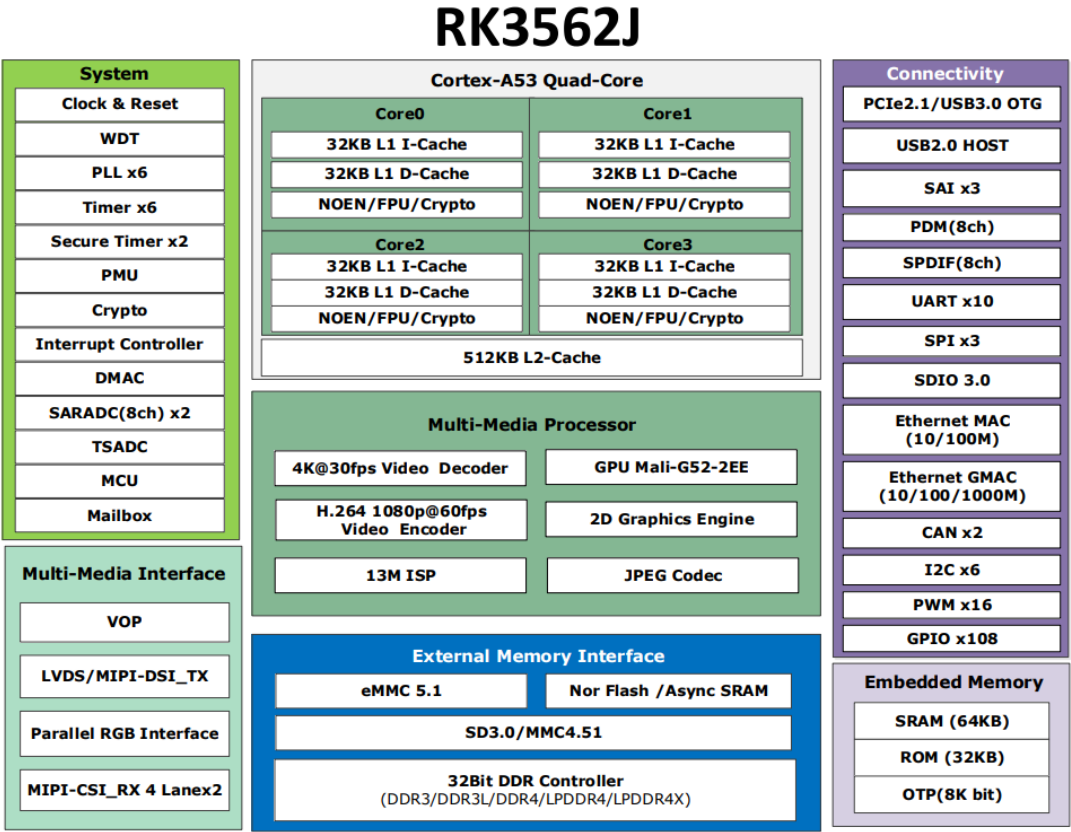 RK3562J
System
Clock & Reset
WDT
PLL x6
Timer x6
Secure Timer x2
PMU
Crypto
Interrupt Controller
DMAC
SARADC(8ch) x2
TSADC
MCU
Mailbox
Multi-Media Interface
VOP
LVDS/MIPI-DSI_TX
Parallel RGB Interface
MIPI-CSI_RX 4 Lanex2
Cortex-A53 Quad-Core
Core0
32KB L1 I-Cache
32KB L1 D-Cache
NOEN/FPU/Crypto
Core1
32KB L1 I-Cache
32KB L1 D-Cache
NOEN/FPU/Crypto
Core2
32KB L1 I-Cache
32KB L1 D-Cache
NOEN/FPU/Crypto
Core3
32KB L1 I-Cache
32KB L1 D-Cache
NOEN/FPU/Crypto
512KB L2-Cache
Multi-Media Processor
4K@30fps Video Decoder
GPU Mali-G52-2EE
H.264 1080p@60fps
Video Encoder
2D Graphics Engine
13M ISP
JPEG Codec
External Memory Interface
eMMC 5.1
Nor Flash /Async SRAM
SD3.0/MMC4.51
32Bit DDR Controller
(DDR3/DDR3L/DDR4/LPDDR4/LPDDR4X)
Connectivity
PCIe2.1/USB3.0 OTG
USB2.0 HOST
SAI x3
PDM(8ch)
SPDIF(8ch)
UART x10
SPI x3
SDIO 3.0
Ethernet MAC
(10/100M)
Ethernet GMAC
(10/100/1000M)
CAN x2
I2C x6
PWM x16
GPIO x108
Embedded Memory
SRAM (64KB)
ROM (32KB)
OTP(8K bit)